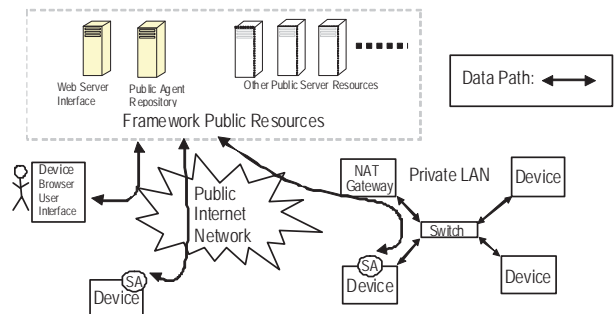 Web Server
Interface
Public Agent
Repository
Other Public Server Resources
Framework Public Resources
Data Path:
Device
Browser
User
Interface
Public
Internet
Network
NAT
Gateway
Private LAN
Device
Switch
SA
Device
SA
Device
Device